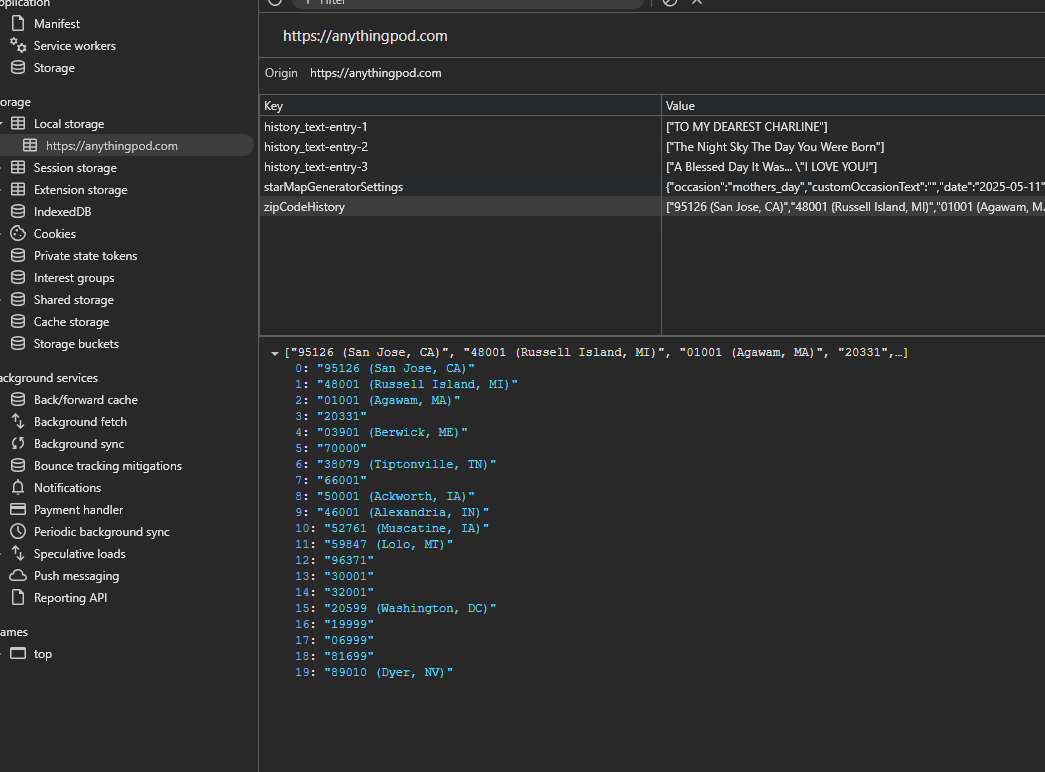 Application
Manifest
Service workers
Storage
Storage
Local storage
https://anythingpod.com
Session storage
Extension storage
IndexedDB
Cookies
Private state tokens
Interest groups
Shared storage
Cache storage
Storage buckets
Background services
Back/forward cache
Background fetch
Background sync
Bounce tracking mitigations
Notifications
Payment handler
Periodic background sync
Speculative loads
Push messaging
Reporting API
Frames
top
Filter
https://anythingpod.com
Origin https://anythingpod.com
Key Value
history_text-entry-1 ["TO MY DEAREST CHARLINE"]
history_text-entry-2 ["The Night Sky The Day You Were Born"]
history_text-entry-3 ["A Blessed Day It Was... \"I LOVE YOU!"]
starMapGeneratorSettings {"occasion":"mothers_day","customOccasionText":"","date":"2025-05-11"
zipCodeHistory ["95126 (San Jose, CA)","48001 (Russell Island, MI)","01001 (Agawam, M…
["95126 (San Jose, CA)", "48001 (Russell Island, MI)", "01001 (Agawam, MA)", "20331",…]
0: "95126 (San Jose, CA)"
1: "48001 (Russell Island, MI)"
2: "01001 (Agawam, MA)"
3: "20331"
4: "03901 (Berwick, ME)"
5: "70000"
6: "38079 (Tiptonville, TN)"
7: "66001"
8: "50001 (Ackworth, IA)"
9: "46001 (Alexandria, IN)"
10: "52761 (Muscatine, IA)"
11: "59847 (Lolo, MT)"
12: "96371"
13: "30001"
14: "32001"
15: "20599 (Washington, DC)"
16: "19999"
17: "06999"
18: "81699"
19: "89010 (Dyer, NV)"